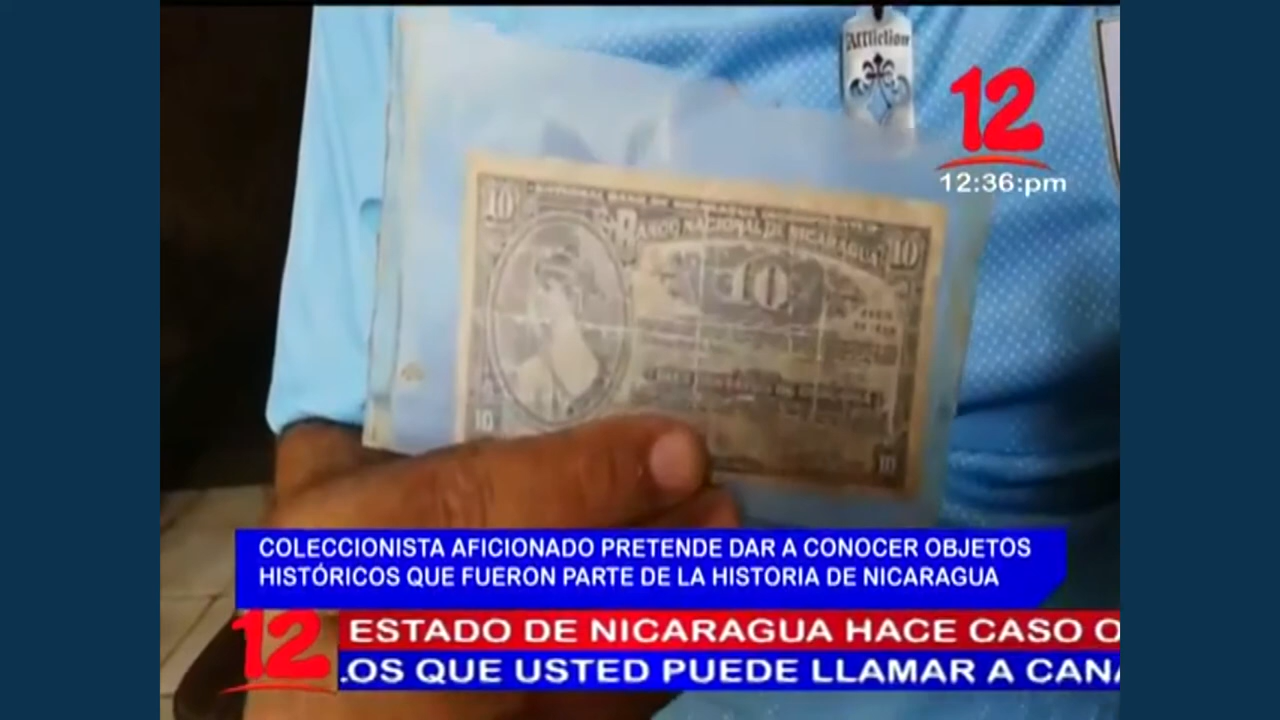 Affliction
12
12:36:pm
10
BANCO NACIONAL DE NICARAGUA
10
10
10
10
COLECCIONISTA AFICIONADO PRETENDE DAR A CONOCER OBJETOS
HISTÓRICOS QUE FUERON PARTE DE LA HISTORIA DE NICARAGUA
12
ESTADO DE NICARAGUA HACE CASO O
.OS QUE USTED PUEDE LLAMAR A CANA